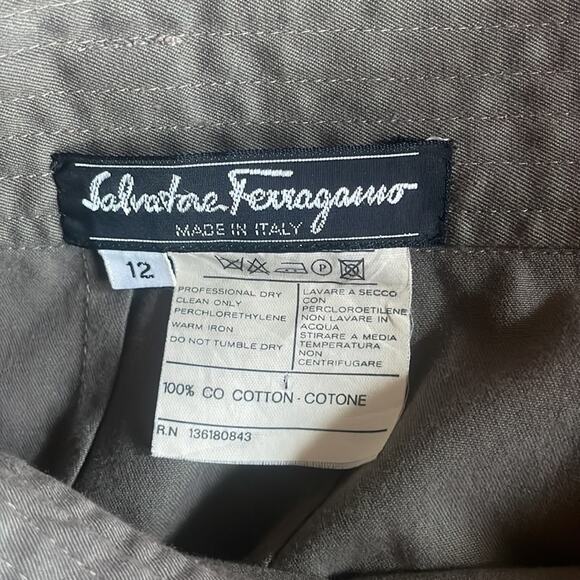 Salvatore Ferragamo
MADE IN ITALY
12
P
PROFESSIONAL DRY
CLEAN ONLY
PERCHLORETHYLENE
WARM IRON
DO NOT TUMBLE DRY
LAVARE A SECCO
CON
PERCLOROETILENE
NON LAVARE IN
ACQUA
STIRARE A MEDIA
TEMPERATURA
NON
CENTRIFUGARE
100% CO COTTON - COTONE
R.N 136180843